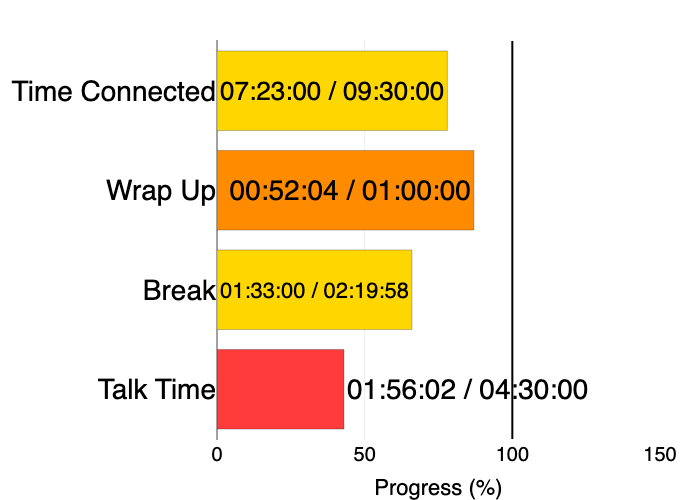 Time Connected 07:23:00 / 09:30:00
Wrap Up 00:52:04 / 01:00:00
Break 01:33:00 / 02:19:58
Talk Time 01:56:02 / 04:30:00
0 50 100 150
Progress (%)